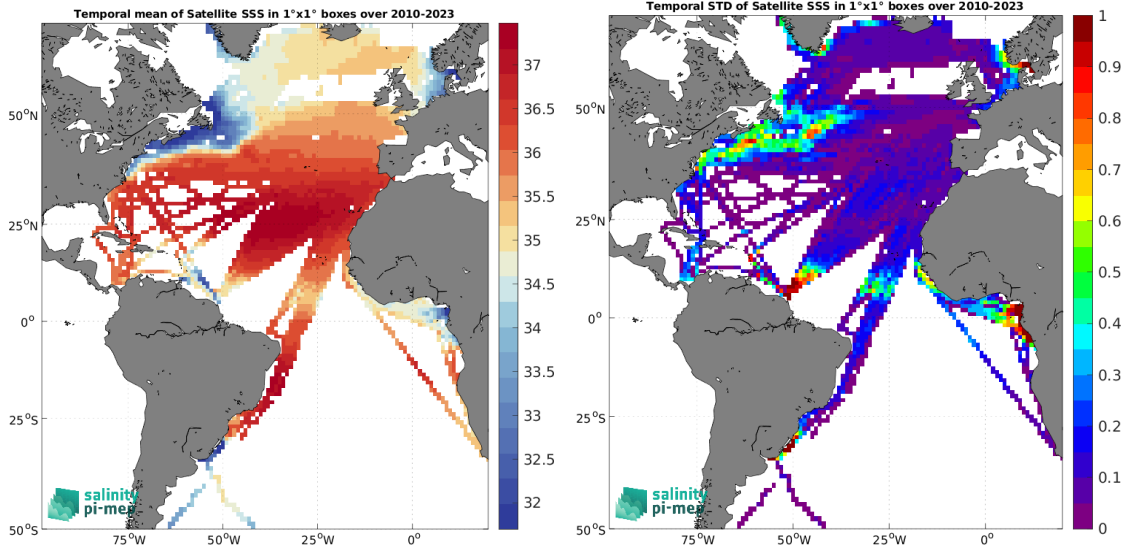 Temporal mean of Satellite SSS in 1°x1° boxes over 2010-2023
50°N
25°N
0°
25°S
50°S
75°W
50°W
25°W
0°
37
36.5
36
35.5
35
34.5
34
33.5
33
32.5
32
salinity
pi-mep
Temporal STD of Satellite SSS in 1°x1° boxes over 2010-2023
50°N
25°N
0°
25°S
50°S
75°W
50°W
25°W
0°
1
0.9
0.8
0.7
0.6
0.5
0.4
0.3
0.2
0.1
0
salinity
pi-mep